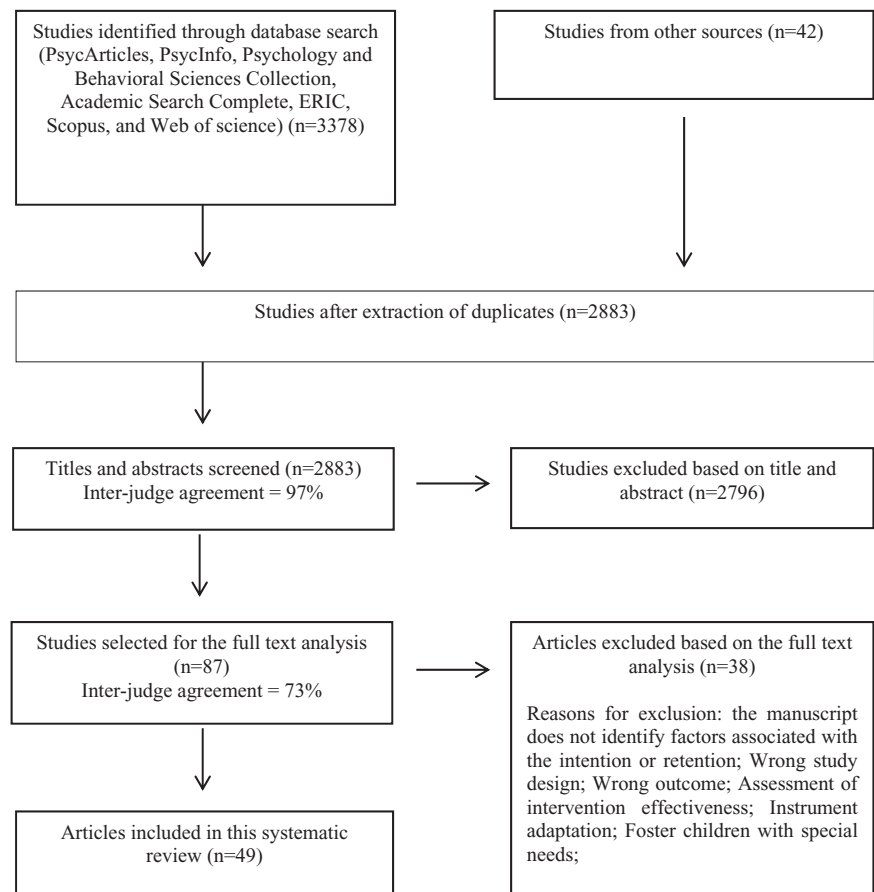 Studies identified through database search
(PsycArticles, PsycInfo, Psychology and
Behavioral Sciences Collection,
Academic Search Complete, ERIC,
Scopus, and Web of science) (n=3378)
Studies from other sources (n=42)
Studies after extraction of duplicates (n=2883)
Titles and abstracts screened (n=2883)
Inter-judge agreement = 97%
Studies excluded based on title and
abstract (n=2796)
Studies selected for the full text analysis
(n=87)
Inter-judge agreement = 73%
Articles excluded based on the full text
analysis (n=38)
Reasons for exclusion: the manuscript
does not identify factors associated with
the intention or retention; Wrong study
design; Wrong outcome; Assessment of
intervention effectiveness; Instrument
adaptation; Foster children with special
needs;
Articles included in this systematic
review (n=49)